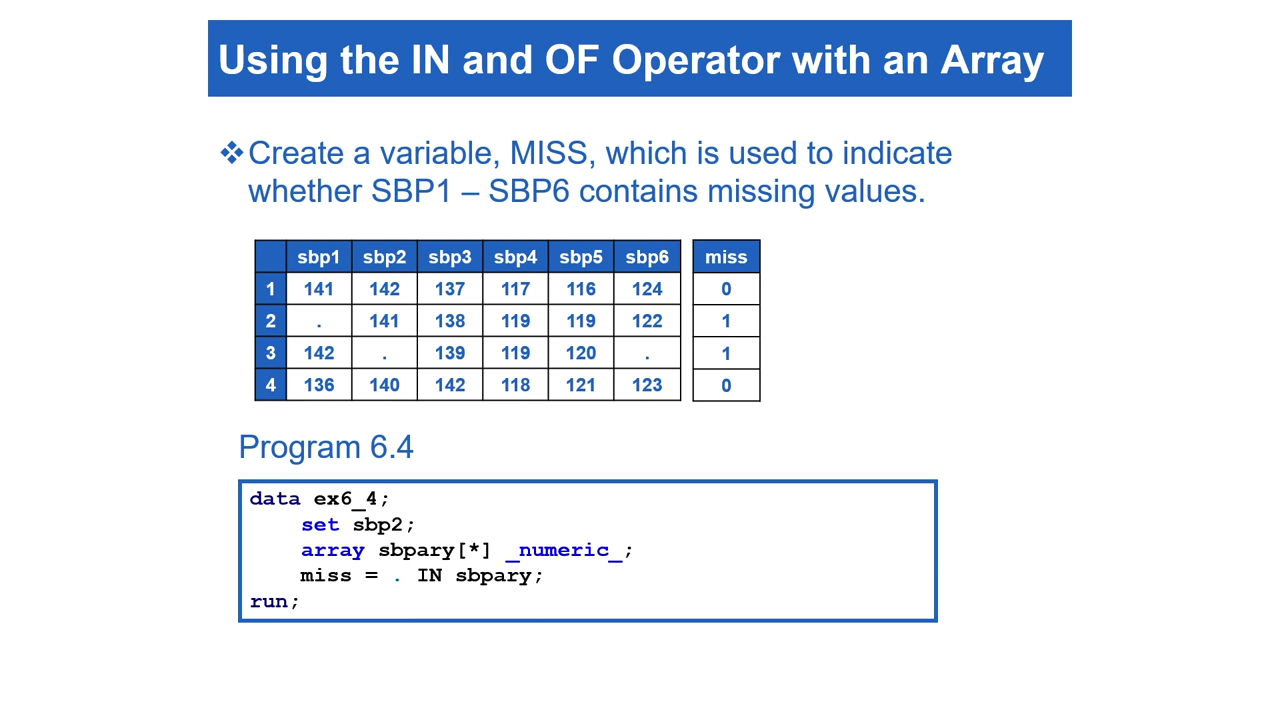 Using the IN and OF Operator with an Array
❖Create a variable, MISS, which is used to indicate
whether SBP1 – SBP6 contains missing values.
sbp1 sbp2 sbp3 sbp4 sbp5 sbp6 miss
1 141 142 137 117 116 124 0
2 . 141 138 119 119 122 1
3 142 . 139 119 120 . 1
4 136 140 142 118 121 123 0
Program 6.4
data ex6_4;
    set sbp2;
    array sbpary[*] _numeric_;
    miss = . IN sbpary;
run;